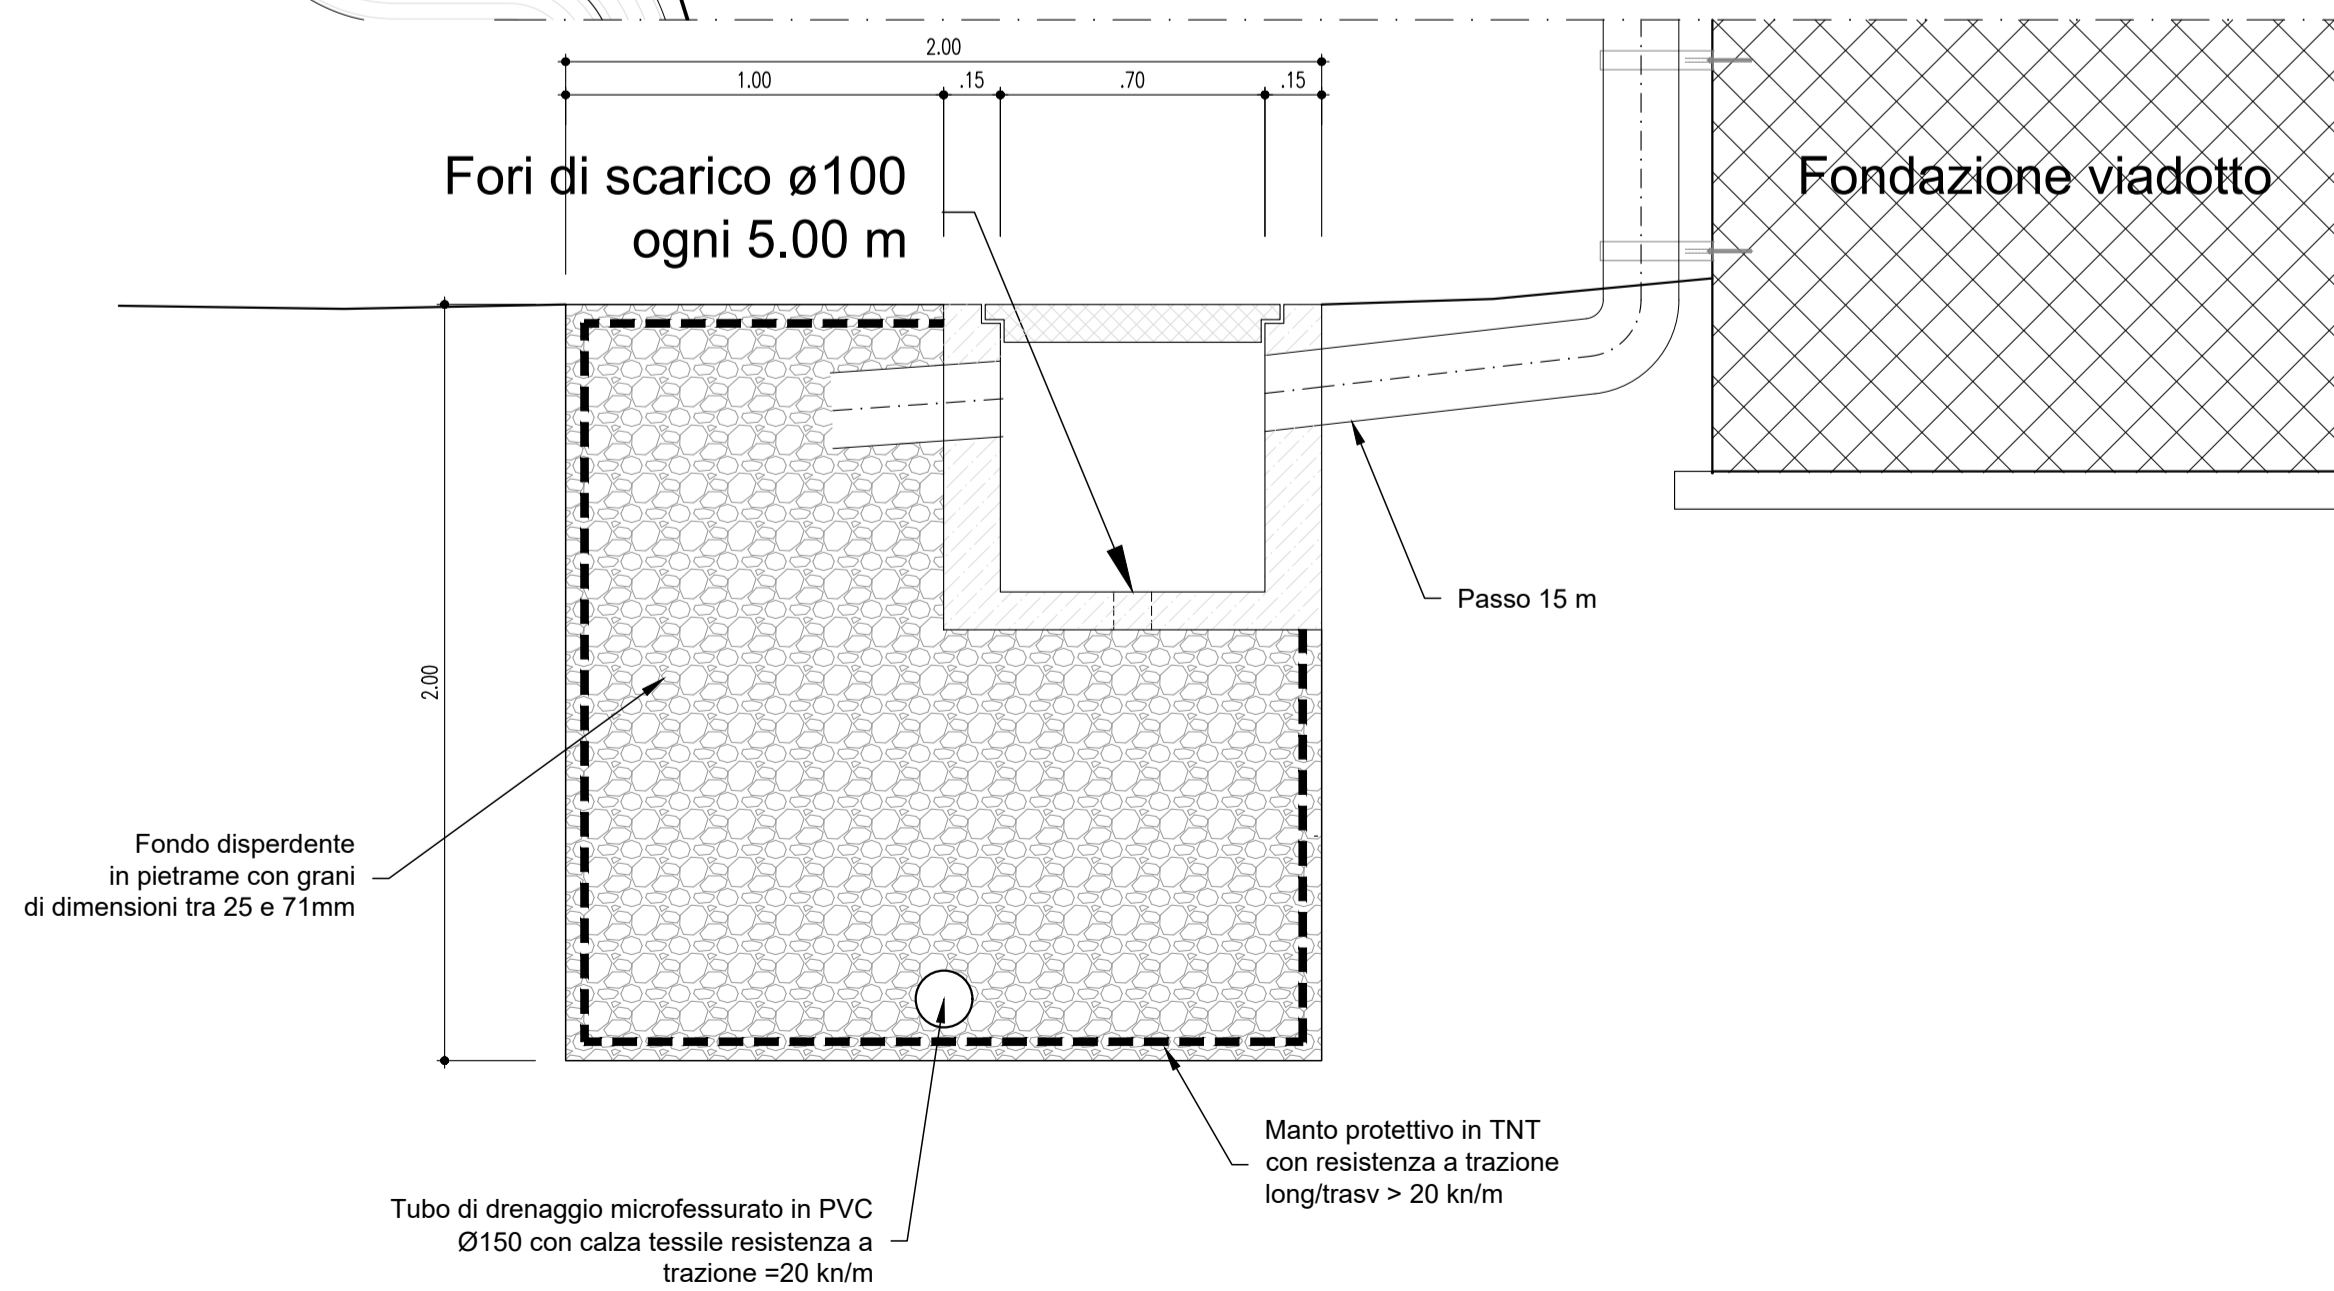 2.00
1.00
.15
.70
.15
Fori di scarico ø100
ogni 5.00 m
Fondazione viadotto
Passo 15 m
2.00
Fondo disperdente
in pietrame con grani
di dimensioni tra 25 e 71mm
Manto protettivo in TNT
con resistenza a trazione
long/trasv > 20 kn/m
Tubo di drenaggio microfessurato in PVC
Ø150 con calza tessile resistenza a
trazione =20 kn/m